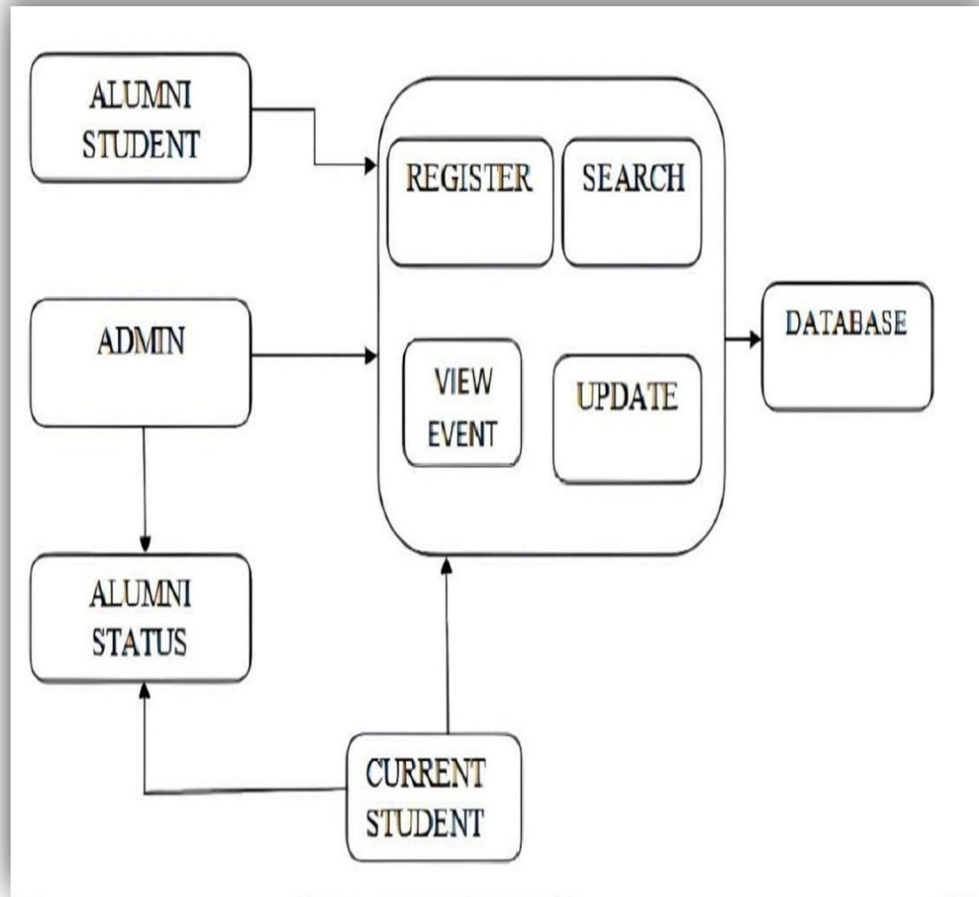 ALUMNI
STUDENT
REGISTER
SEARCH
ADMIN
VIEW
EVENT
UPDATE
DATABASE
ALUMNI
STATUS
CURRENT
STUDENT